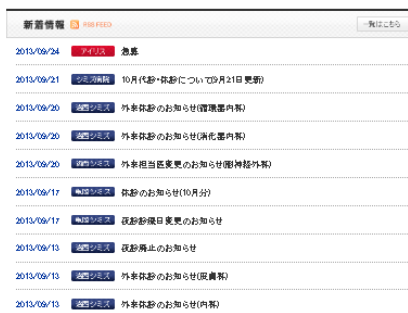 新着情報 RSS FEED 一覧はこちら
2013/09/24 アイリス 急募
2013/09/21 シミズ病院 10月代診・休診について(9月21日更新)
2013/09/20 洛西シミズ 外来休診のお知らせ(循環器内科)
2013/09/20 洛西シミズ 外来休診のお知らせ(消化器内科)
2013/09/20 洛西シミズ 外来担当医変更のお知らせ(脳神経外科)
2013/09/17 亀岡シミズ 休診のお知らせ(10月分)
2013/09/17 亀岡シミズ 夜診診療日変更のお知らせ
2013/09/13 洛西シミズ 夜診廃止のお知らせ
2013/09/13 洛西シミズ 外来休診のお知らせ(皮膚科)
2013/09/13 洛西シミズ 外来休診のお知らせ(内科)